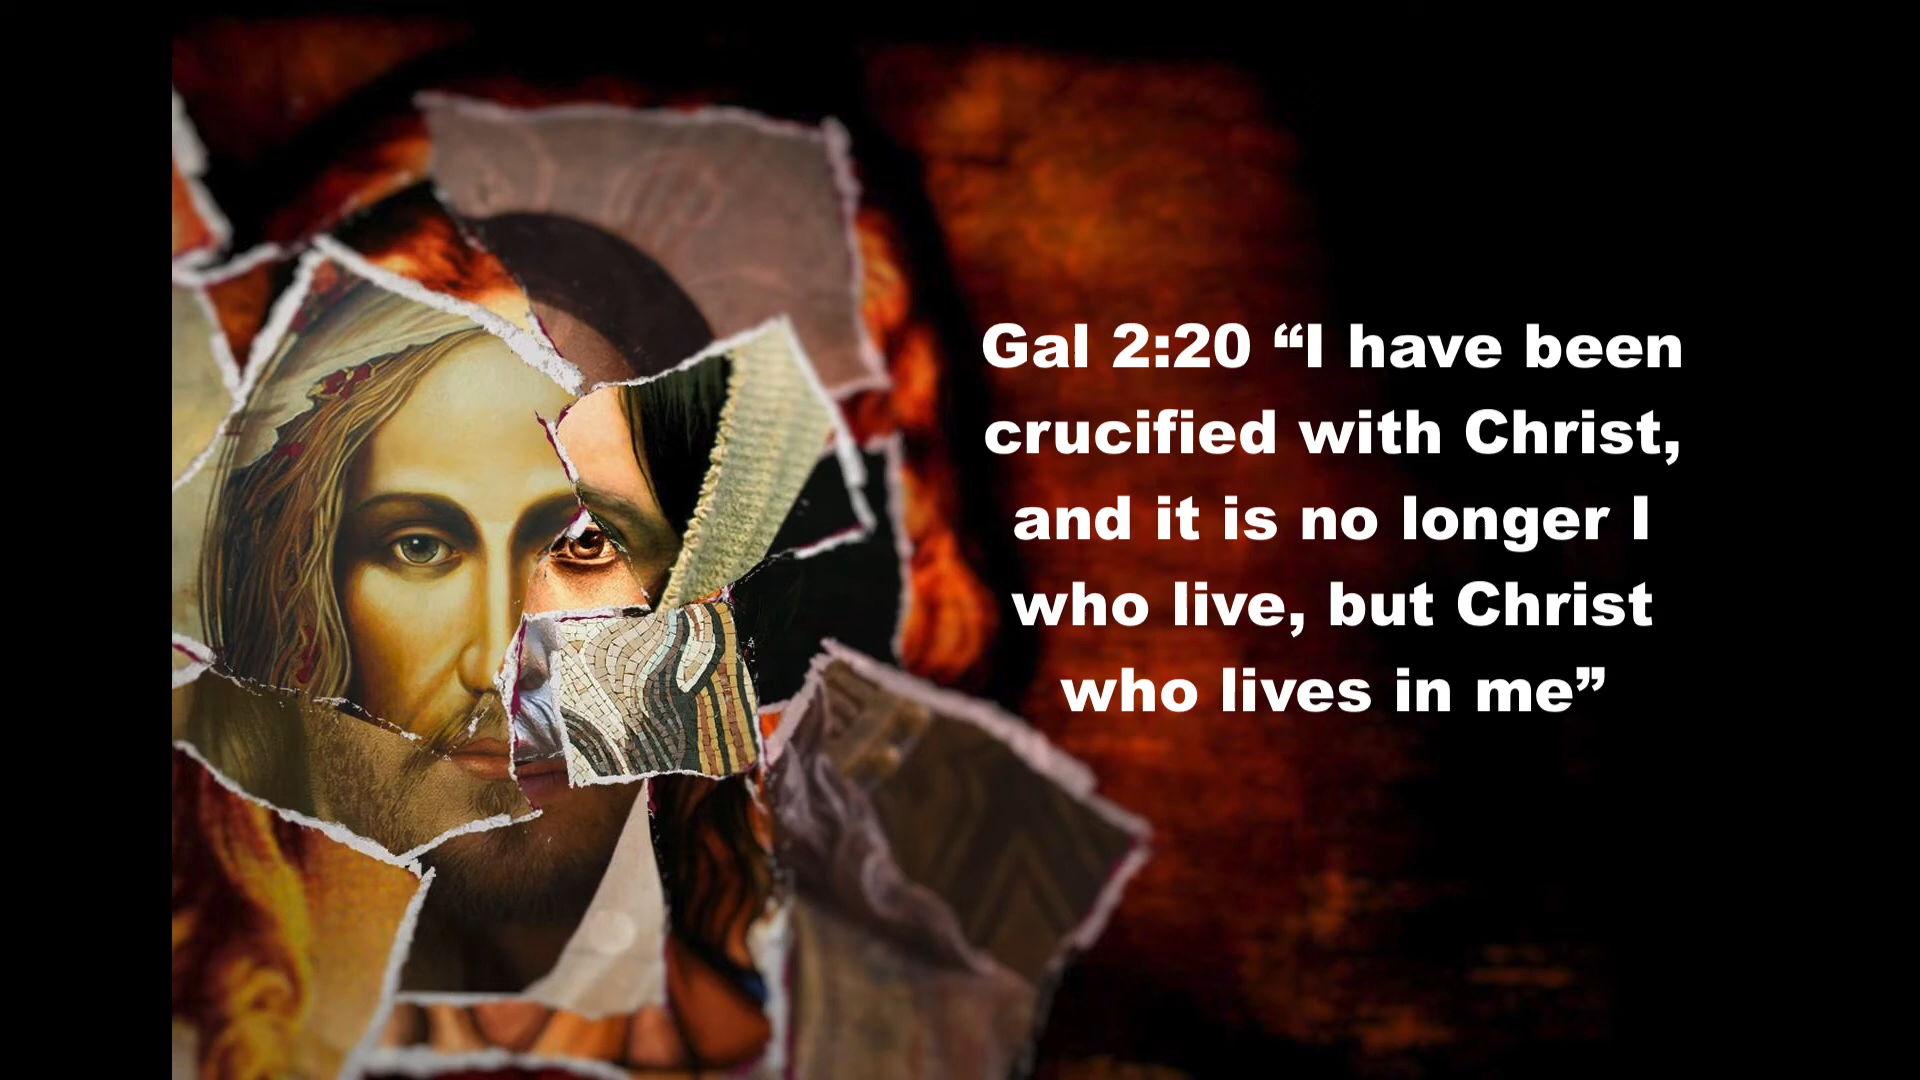 Gal 2:20 “I have been
crucified with Christ,
and it is no longer I
who live, but Christ
who lives in me”